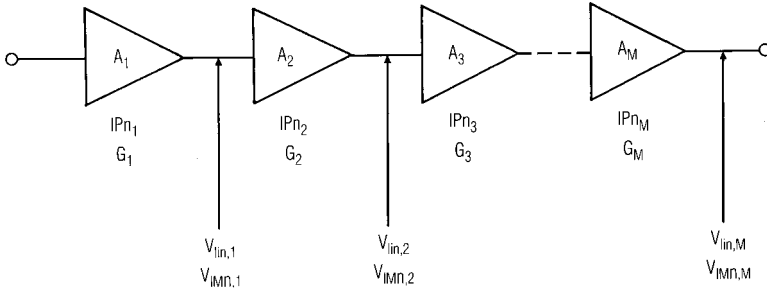 A1 A2 A3 AM
IPn1 IPn2 IPn3 IPnM
G1 G2 G3 GM
Vlin,1 Vlin,2 Vlin,M
VIMn,1 VIMn,2 VIMn,M